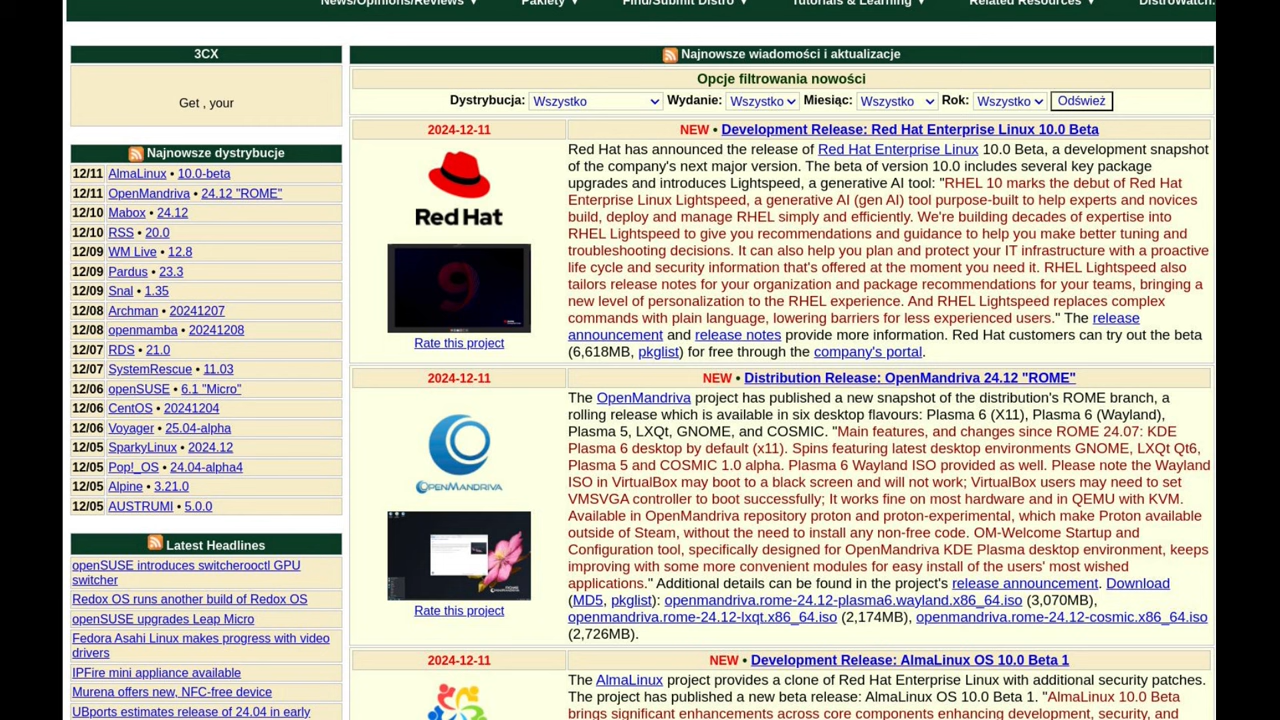 News/Opinions/Reviews ▼ Pakiety ▼ Find/Submit Distro ▼ Tutorials & Learning ▼ Related Resources ▼ DistroWatch.
3CX
Get , your
Najnowsze dystrybucje
12/11 AlmaLinux • 10.0-beta
12/11 OpenMandriva • 24.12 "ROME"
12/10 Mabox • 24.12
12/10 RSS • 20.0
12/09 WM Live • 12.8
12/09 Pardus • 23.3
12/09 Snal • 1.35
12/08 Archman • 20241207
12/08 openmamba • 20241208
12/07 RDS • 21.0
12/07 SystemRescue • 11.03
12/06 openSUSE • 6.1 "Micro"
12/06 CentOS • 20241204
12/06 Voyager • 25.04-alpha
12/05 SparkyLinux • 2024.12
12/05 Pop!_OS • 24.04-alpha4
12/05 Alpine • 3.21.0
12/05 AUSTRUMI • 5.0.0
Latest Headlines
openSUSE introduces switcherooctl GPU
switcher
Redox OS runs another build of Redox OS
openSUSE upgrades Leap Micro
Fedora Asahi Linux makes progress with video
drivers
IPFire mini appliance available
Murena offers new, NFC-free device
UBports estimates release of 24.04 in early
Najnowsze wiadomości i aktualizacje
Opcje filtrowania nowości
Dystrybucja: Wszystko Wydanie: Wszystko Miesiąc: Wszystko Rok: Wszystko Odśwież
2024-12-11 NEW • Development Release: Red Hat Enterprise Linux 10.0 Beta
Red Hat
9
Rate this project
Red Hat has announced the release of Red Hat Enterprise Linux 10.0 Beta, a development snapshot
of the company's next major version. The beta of version 10.0 includes several key package
upgrades and introduces Lightspeed, a generative AI tool: "RHEL 10 marks the debut of Red Hat
Enterprise Linux Lightspeed, a generative AI (gen AI) tool purpose-built to help experts and novices
build, deploy and manage RHEL simply and efficiently. We're building decades of expertise into
RHEL Lightspeed to give you recommendations and guidance to help you make better tuning and
troubleshooting decisions. It can also help you plan and protect your IT infrastructure with a proactive
life cycle and security information that's offered at the moment you need it. RHEL Lightspeed also
tailors release notes for your organization and package recommendations for your teams, bringing a
new level of personalization to the RHEL experience. And RHEL Lightspeed replaces complex
commands with plain language, lowering barriers for less experienced users." The release
announcement and release notes provide more information. Red Hat customers can try out the beta
(6,618MB, pkglist) for free through the company's portal.
2024-12-11 NEW • Distribution Release: OpenMandriva 24.12 "ROME"
OPENMANDRIVA
Rate this project
The OpenMandriva project has published a new snapshot of the distribution's ROME branch, a
rolling release which is available in six desktop flavours: Plasma 6 (X11), Plasma 6 (Wayland),
Plasma 5, LXQt, GNOME, and COSMIC. "Main features, and changes since ROME 24.07: KDE
Plasma 6 desktop by default (x11). Spins featuring latest desktop environments GNOME, LXQt Qt6,
Plasma 5 and COSMIC 1.0 alpha. Plasma 6 Wayland ISO provided as well. Please note the Wayland
ISO in VirtualBox may boot to a black screen and will not work; VirtualBox users may need to set
VMSVGA controller to boot successfully; It works fine on most hardware and in QEMU with KVM.
Available in OpenMandriva repository proton and proton-experimental, which make Proton available
outside of Steam, without the need to install any non-free code. OM-Welcome Startup and
Configuration tool, specifically designed for OpenMandriva KDE Plasma desktop environment, keeps
improving with some more convenient modules for easy install of the users' most wished
applications." Additional details can be found in the project's release announcement. Download
(MD5, pkglist): openmandriva.rome-24.12-plasma6.wayland.x86_64.iso (3,070MB),
openmandriva.rome-24.12-lxqt.x86_64.iso (2,174MB), openmandriva.rome-24.12-cosmic.x86_64.iso
(2,726MB).
2024-12-11 NEW • Development Release: AlmaLinux OS 10.0 Beta 1
The AlmaLinux project provides a clone of Red Hat Enterprise Linux with additional security patches.
The project has published a new beta release: AlmaLinux OS 10.0 Beta 1. "AlmaLinux 10.0 Beta
brings significant enhancements across core components enhancing development, security, and